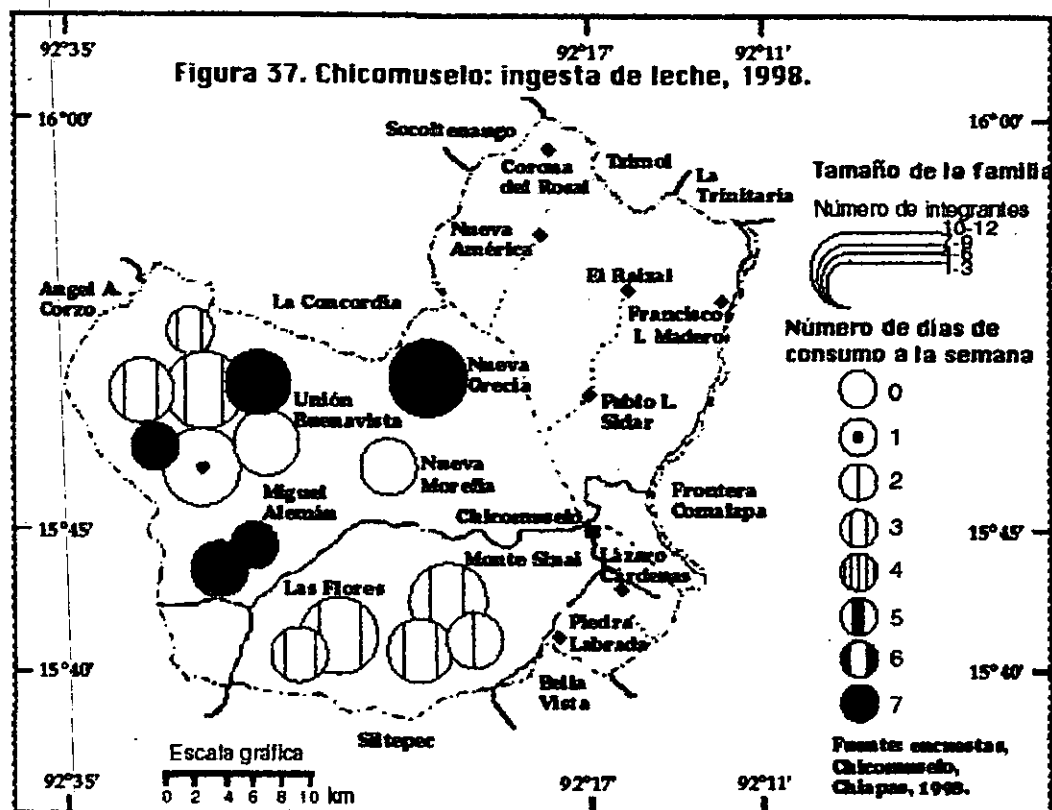 92°35'
92°17'
92°11'
Figura 37. Chicomuselo: ingesta de leche, 1998.
16°00'
16°00'
Socoltenango
Corona
del Rosal
Tzimol
La
Trinitaria
Tamaño de la familia
Número de integrantes
10-12
Nueva
América
El Raizal
Angel A.
Corzo
La Concordia
Francisco
I. Madero
Número de días de
consumo a la semana
0
1
2
3
4
5
6
7
Nueva
Grecia
Unión
Buenavista
Pablo L.
Sidar
Nueva
Morelia
Miguel
Alemán
Frontera
Comalapa
Chicomuselo
15°45'
15°45'
Monte Sinaí
Lázaro
Cárdenas
Las Flores
Piedra
Labrada
15°40'
15°40'
Bella
Vista
Siltepec
Escala gráfica
0 2 4 6 8 10 km
Fuente: encuestas,
Chicomuselo,
Chiapas, 1998.
92°35'
92°17'
92°11'